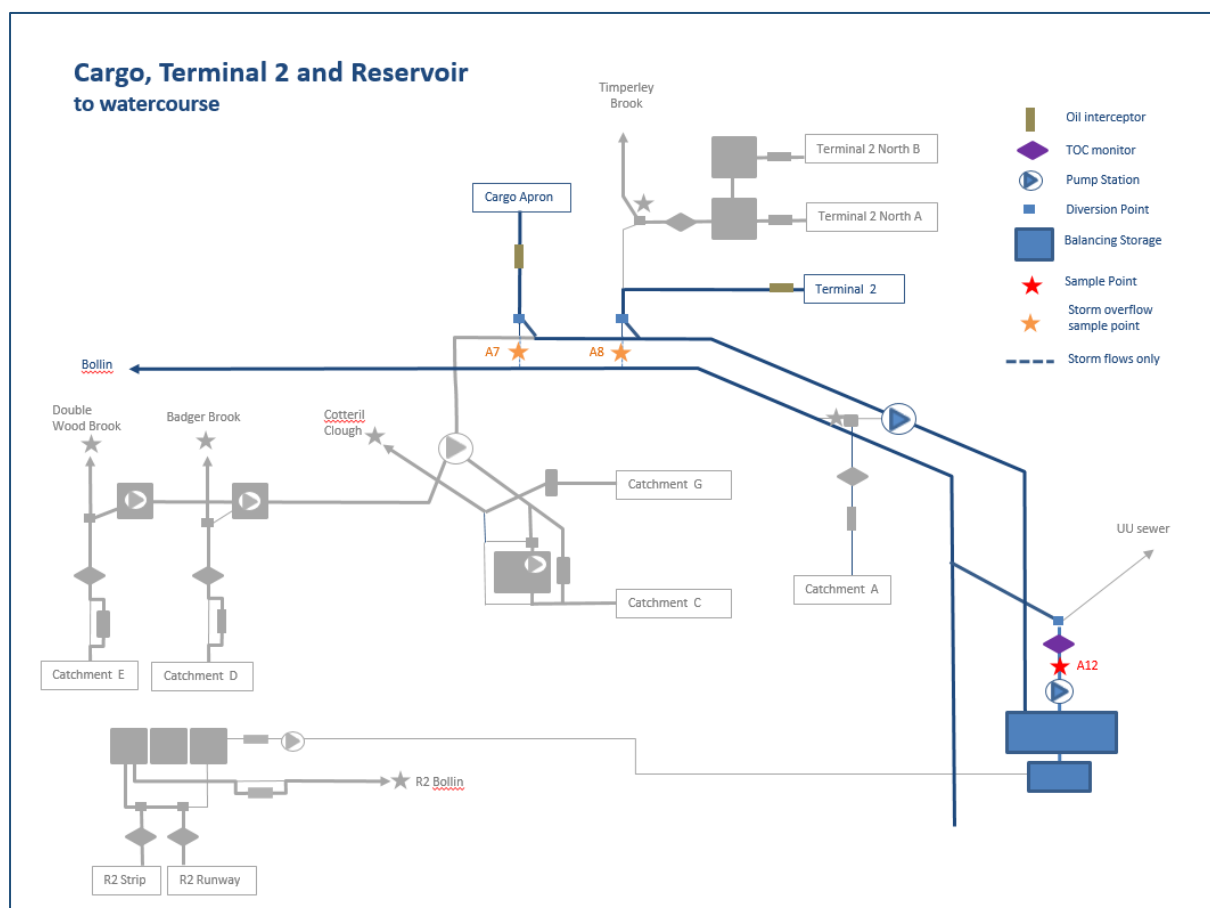 Cargo, Terminal 2 and Reservoir
to watercourse
Timperley
Brook
Oil interceptor
Terminal 2 North B
TOC monitor
Pump Station
Cargo Apron
Diversion Point
Terminal 2 North A
Balancing Storage
Terminal 2
Sample Point
Storm overflow
sample point
A7
A8
Storm flows only
Bollin
Double
Wood Brook
Badger Brook
Cotteril
Clough
Catchment G
UU sewer
Catchment A
Catchment C
A12
Catchment E
Catchment D
R2 Bollin
R2 Strip
R2 Runway